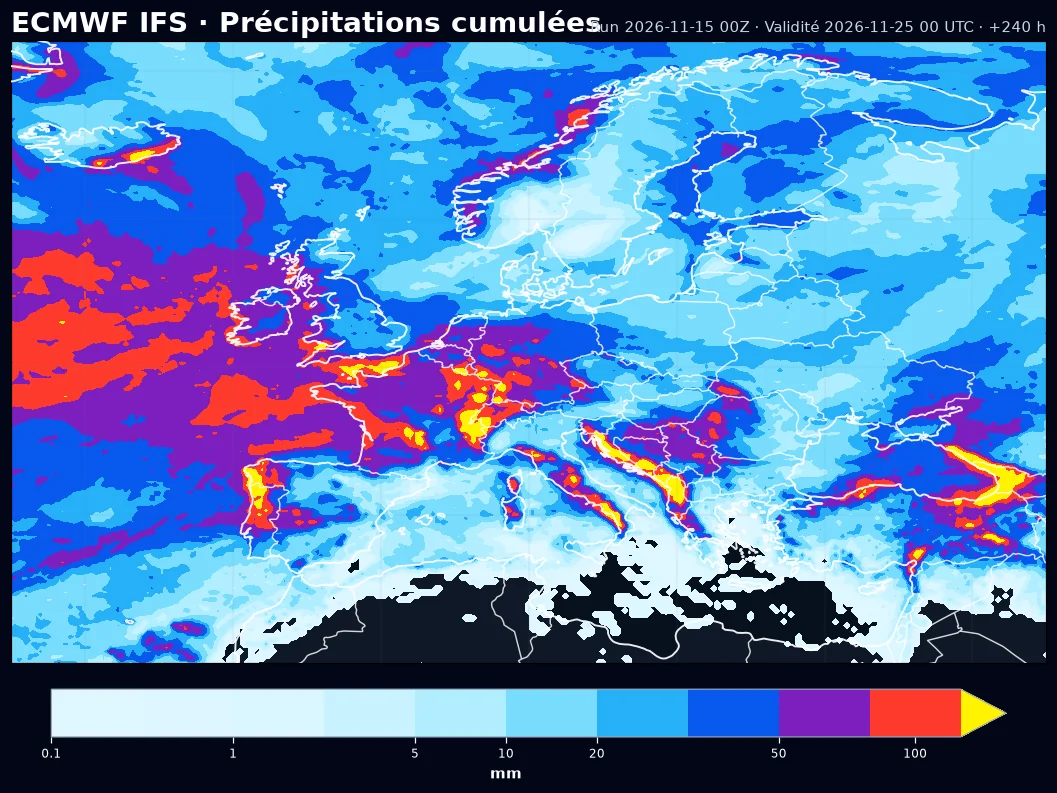 ECMWF IFS · Précipitations cumulées
Run 2026-11-15 00Z · Validité 2026-11-25 00 UTC · +240 h
0.1 1 5 10 20 50 100
mm